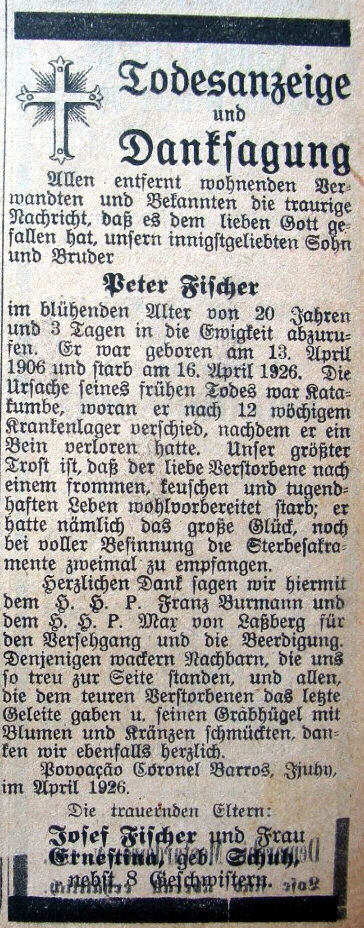 Todesanzeige
und
Danksagung
Allen entfernt wohnenden Ver-
wandten und Bekannten die traurige
Nachricht, daß es dem lieben Gott ge-
fallen hat, unsern innigstgeliebten Sohn
und Bruder
Peter Fischer
im blühenden Alter von 20 Jahren
und 3 Tagen in die Ewigkeit abzuru-
fen. Er war geboren am 13. April
1906 und starb am 16. April 1926. Die
Ursache seines frühen Todes war Kata-
kumbe, woran er nach 12 wöchigem
Krankenlager verschied, nachdem er ein
Bein verloren hatte. Unser größter
Trost ist, daß der liebe Verstorbene nach
einem frommen, keuschen und tugend-
haften Leben wohlvorbereitet starb; er
hatte nämlich das große Glück, noch
bei voller Besinnung die Sterbesakra-
mente zweimal zu empfangen.
Herzlichen Dank sagen wir hiermit
dem H. H. P. Franz Burmann und
dem H. H. P. Max von Laßberg für
den Versehgang und die Beerdigung.
Denjenigen wackern Nachbarn, die uns
so treu zur Seite standen, und allen,
die dem teuren Verstorbenen das letzte
Geleite gaben u. seinen Grabhügel mit
Blumen und Kränzen schmückten, dan-
ken wir ebenfalls herzlich.
Povoação Coronel Barros, Ijuhy,
im April 1926.
Die trauernden Eltern:
Josef Fischer und Frau
Ernestina, geb. Schuh,
nebst 8 Geschwistern.